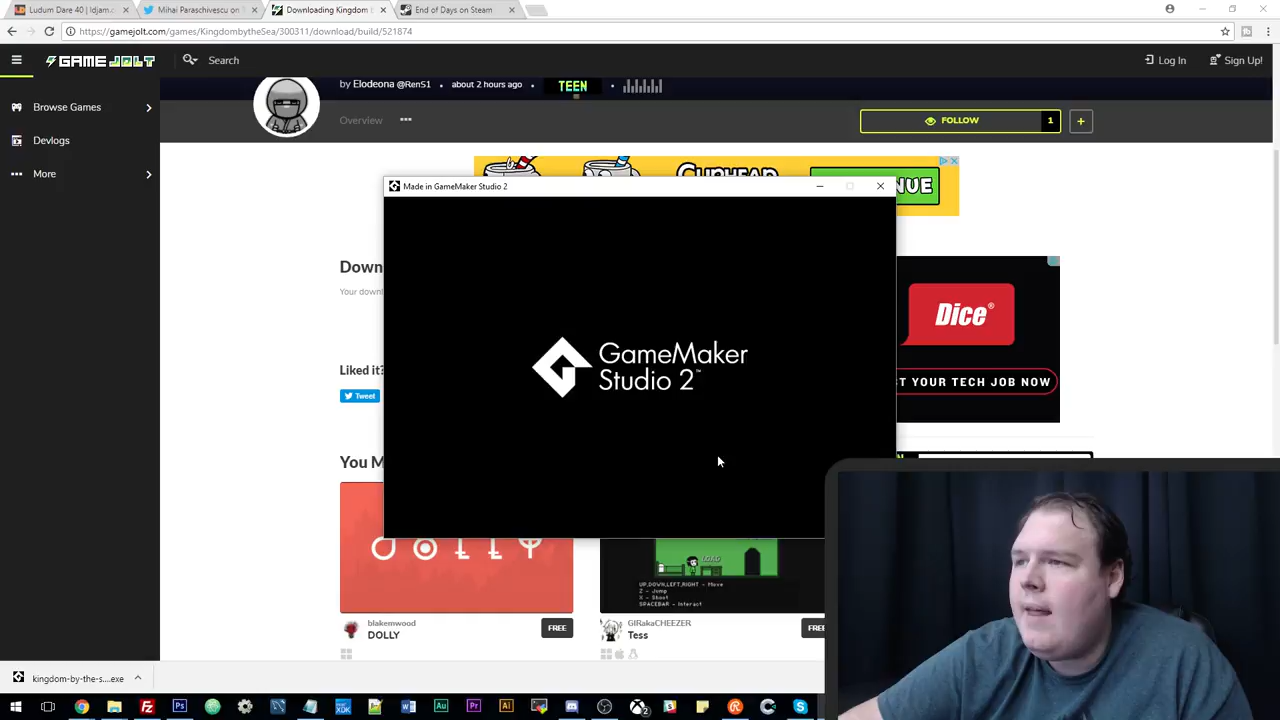 Ludum Dare 40 | ldjam.c
Mihai Paraschivescu on
Downloading Kingdom
End of Days on Steam
https://gamejolt.com/games/KingdombytheSea/300311/download/build/521874
GAME JOLT
Search
Log In
Sign Up!
by Elodeona @RenS1
about 2 hours ago
TEEN
Browse Games
Overview
FOLLOW
1
Devlogs
More
Made in GameMaker Studio 2
Down
Your downl
GameMaker
Studio 2™
Dice®
ST YOUR TECH JOB NOW
Liked it?
Tweet
You M
UP,DOWN,LEFT,RIGHT - Move
Z - Jump
X - Shoot
SPACEBAR - Interact
blakemwood
DOLLY
FREE
GIRakaCHEEZER
Tess
FREE
kingdom-by-the-s....exe